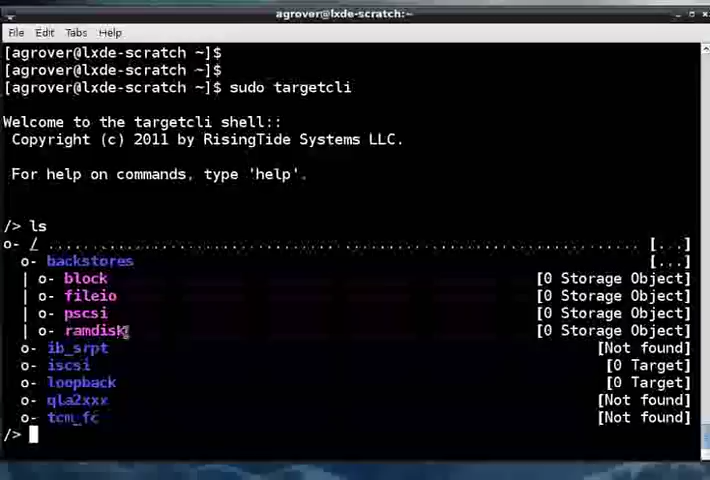 agrover@lxde-scratch:~
File Edit Tabs Help
[agrover@lxde-scratch:~]$
[agrover@lxde-scratch:~]$
[agrover@lxde-scratch:~]$ sudo targetcli
Welcome to the targetcli shell::
Copyright (c) 2011 by RisingTide Systems LLC.
For help on commands, type 'help'.
/> ls
o- / ..................................................................... [...]
o- backstores [...]
| o- block [0 Storage Object]
| o- fileio [0 Storage Object]
| o- pscsi [0 Storage Object]
| o- ramdisk [0 Storage Object]
o- ib_srpt [Not found]
o- iscsi [0 Target]
o- loopback [0 Target]
o- qla2xxx [Not found]
o- tcm_fc [Not found]
/>